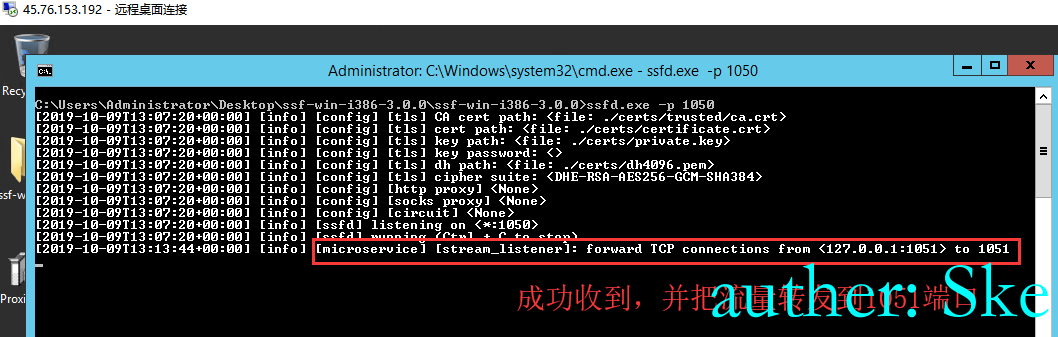 45.76.153.192 - 远程桌面连接
Administrator: C:\Windows\system32\cmd.exe - ssfd.exe -p 1050
Recy
C:\Users\Administrator\Desktop\ssf-win-i386-3.0.0\ssf-win-i386-3.0.0>ssfd.exe -p 1050
[2019-10-09T13:07:20+00:00] [info] [config] [tls] CA cert path: <file: ./certs/trusted/ca.crt>
[2019-10-09T13:07:20+00:00] [info] [config] [tls] cert path: <file: ./certs/certificate.crt>
[2019-10-09T13:07:20+00:00] [info] [config] [tls] key path: <file: ./certs/private.key>
[2019-10-09T13:07:20+00:00] [info] [config] [tls] key password: <>
[2019-10-09T13:07:20+00:00] [info] [config] [tls] dh path: <file: ./certs/dh4096.pem>
[2019-10-09T13:07:20+00:00] [info] [config] [tls] cipher suite: <DHE-RSA-AES256-GCM-SHA384>
[2019-10-09T13:07:20+00:00] [info] [config] [http proxy] <None>
[2019-10-09T13:07:20+00:00] [info] [config] [socks proxy] <None>
[2019-10-09T13:07:20+00:00] [info] [config] [circuit] <None>
[2019-10-09T13:07:20+00:00] [info] [ssfd] listening on <*:1050>
[2019-10-09T13:07:20+00:00] [info] [ssfd] running (Ctrl + C to stop)
[2019-10-09T13:13:44+00:00] [info] [microservice] [stream_listener]: forward TCP connections from <127.0.0.1:1051> to 1051
ssf-w
Proxi
成功收到，并把流量转发到1051端口
auther: Ske